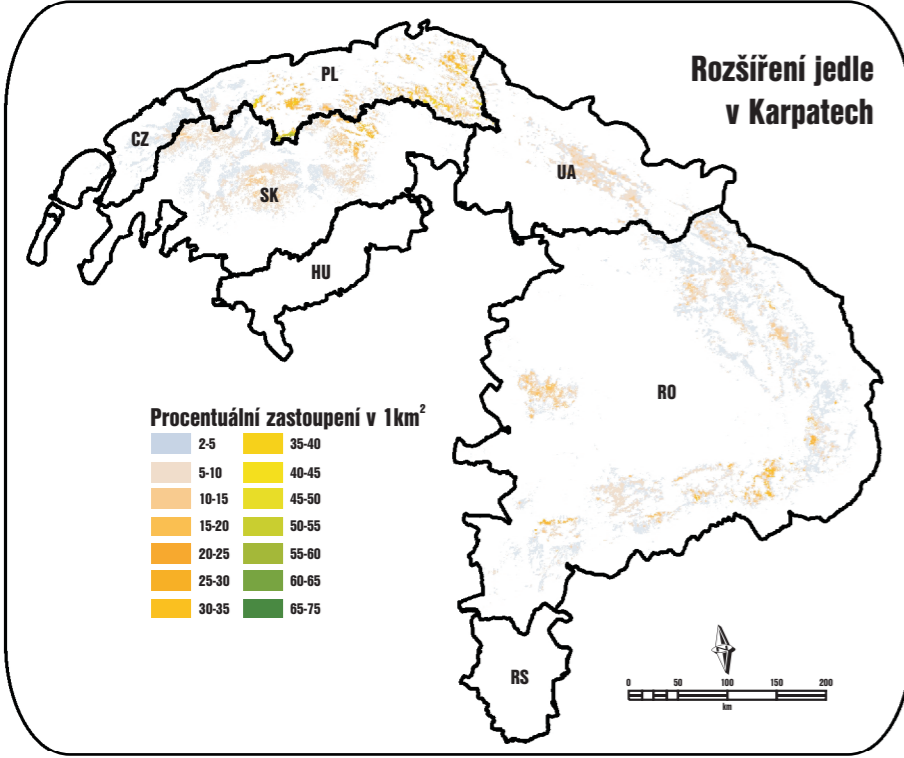 Rozšíření jedle
v Karpatech
PL
CZ
SK
UA
HU
RO
RS
Procentuální zastoupení v 1km²
2-5
5-10
10-15
15-20
20-25
25-30
30-35
35-40
40-45
45-50
50-55
55-60
60-65
65-75
0 50 100 150 200
km